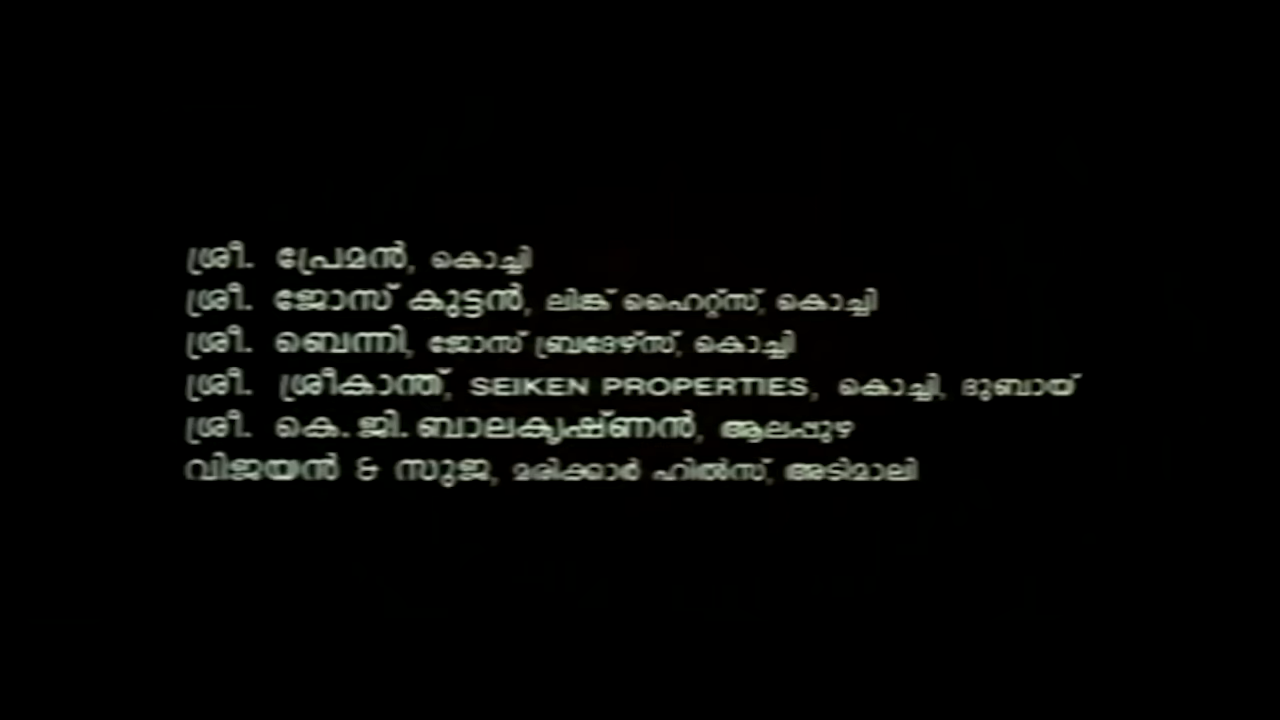 ശ്രീ. പ്രേമൻ, കൊച്ചി
ശ്രീ. ജോസ് കുട്ടൻ, ലിങ്ക് ഹൈറ്റ്സ്, കൊച്ചി
ശ്രീ. ബെന്നി, ജോസ് ബ്രദേഴ്സ്, കൊച്ചി
ശ്രീ. ശ്രീകാന്ത്, SEIKEN PROPERTIES, കൊച്ചി, ദുബായ്
ശ്രീ. കെ. ജി. ബാലകൃഷ്ണൻ, ആലപ്പുഴ
വിജയൻ & സുജ, മരിക്കാർ ഹിൽസ്, അടിമാലി